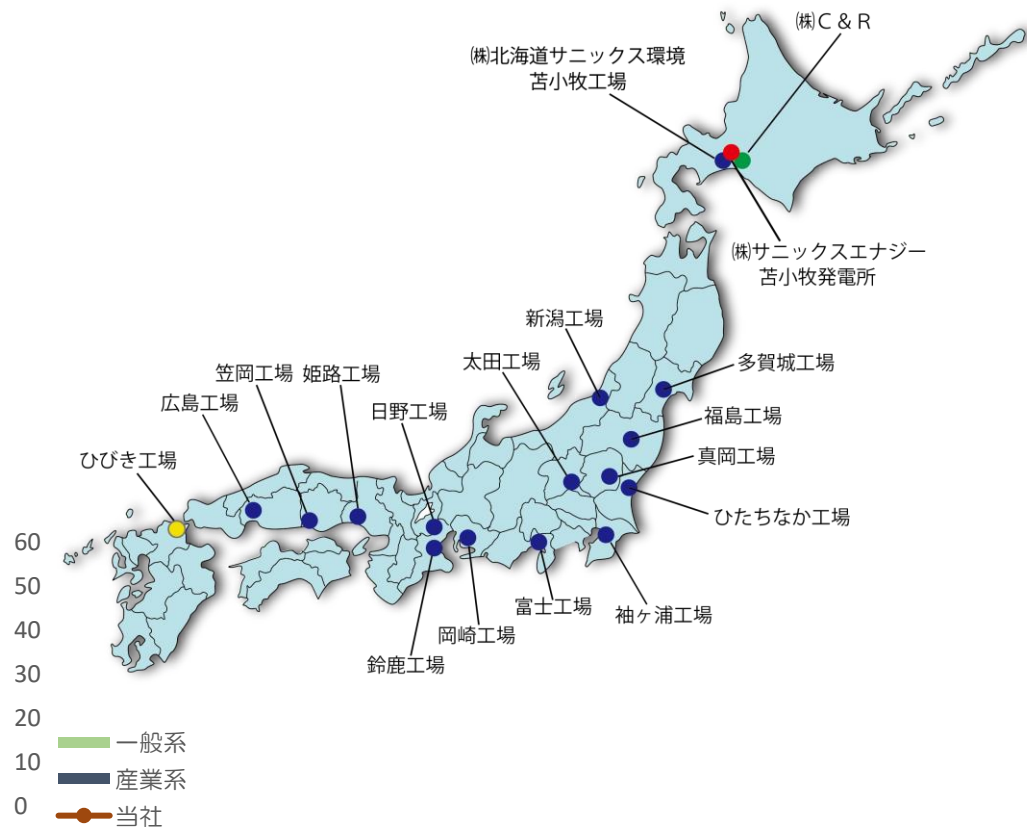 ㈱C & R
㈱北海道サニックス環境
苫小牧工場
㈱サニックスエナジー
苫小牧発電所
新潟工場
太田工場
多賀城工場
笠岡工場
姫路工場
広島工場
日野工場
福島工場
ひびき工場
真岡工場
ひたちなか工場
富士工場
袖ヶ浦工場
岡崎工場
鈴鹿工場
60
50
40
30
20
10
0
一般系
産業系
当社